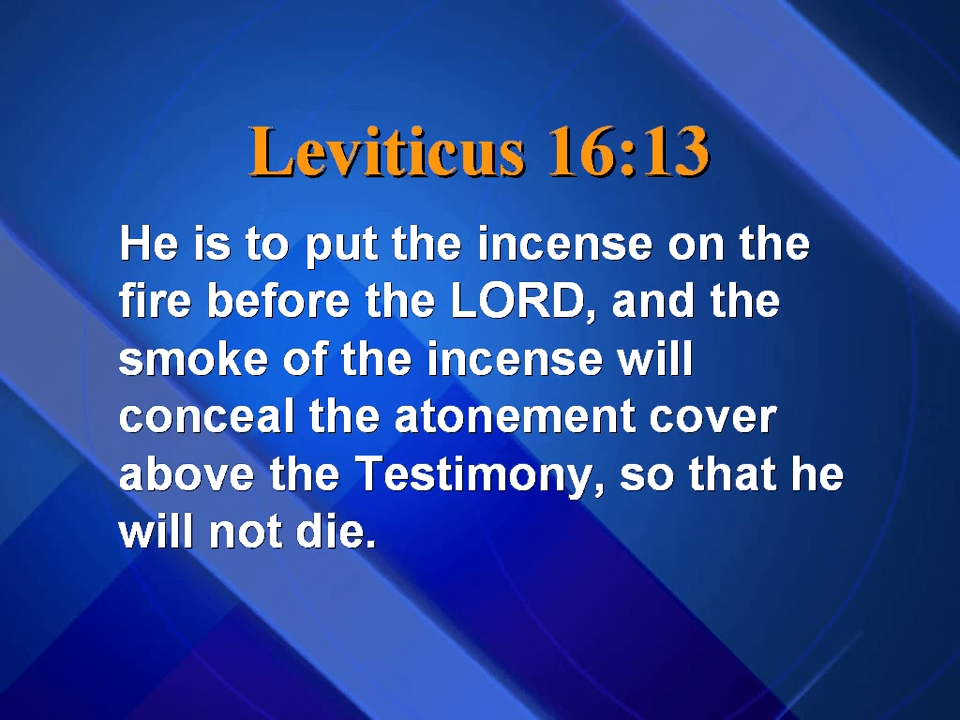 Leviticus 16:13
He is to put the incense on the
fire before the LORD, and the
smoke of the incense will
conceal the atonement cover
above the Testimony, so that he
will not die.